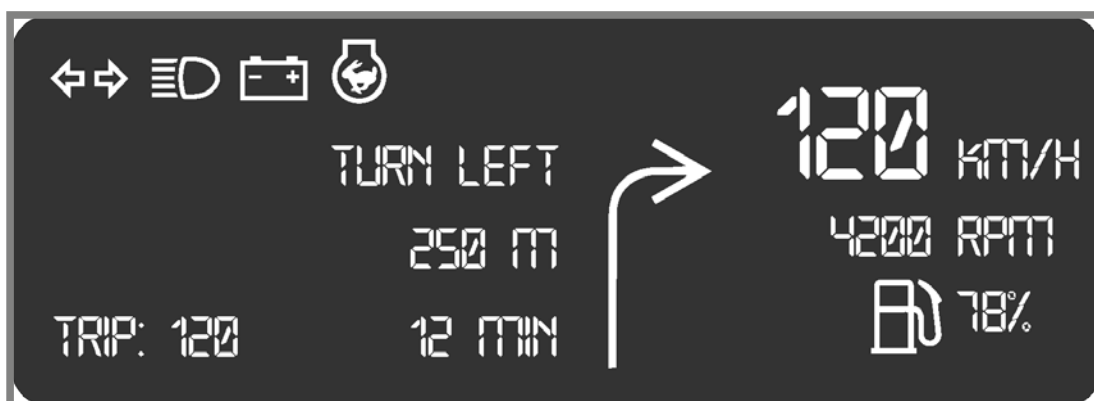 TURN LEFT
250 M
TRIP: 120
12 MIN
120 KM/H
4200 RPM
78%